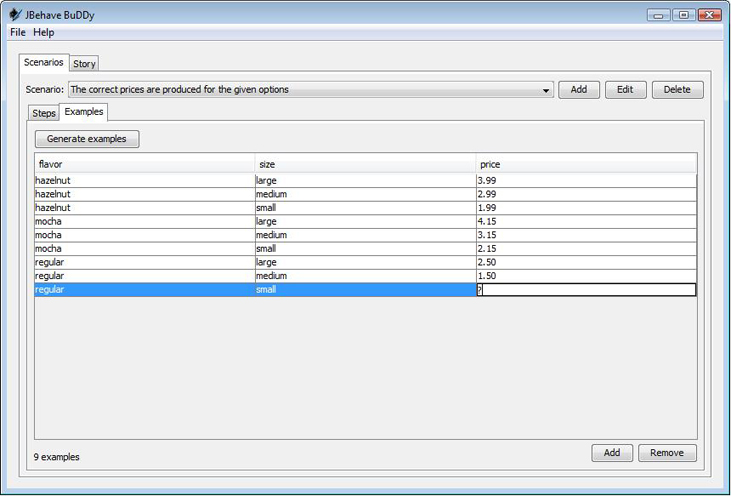 JBehave BuDDy
File Help
Scenarios Story
Scenario: The correct prices are produced for the given options Add Edit Delete
Steps Examples
Generate examples
flavor size price
hazelnut large 3.99
hazelnut medium 2.99
hazelnut small 1.99
mocha large 4.15
mocha medium 3.15
mocha small 2.15
regular large 2.50
regular medium 1.50
regular small ?
9 examples Add Remove